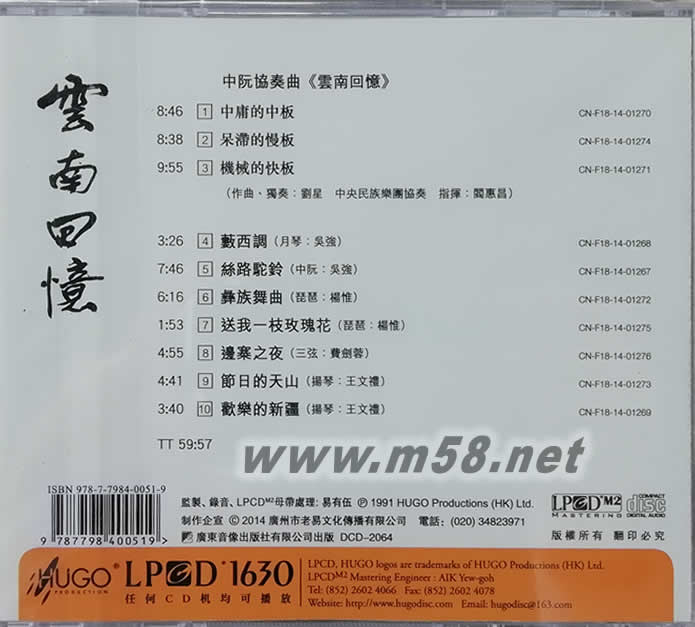 雲南回憶
中阮協奏曲《雲南回憶》
8:46 1 中庸的中板 CN-F18-14-01270
8:38 2 呆滯的慢板 CN-F18-14-01274
9:55 3 機械的快板 CN-F18-14-01271
(作曲、獨奏：劉星 中央民族樂團協奏 指揮：閻惠昌)
3:26 4 藪西調 (月琴：吳強) CN-F18-14-01268
7:46 5 絲路駝鈴 (中阮：吳強) CN-F18-14-01267
6:16 6 彝族舞曲 (琵琶：楊惟) CN-F18-14-01272
1:53 7 送我一枝玫瑰花 (琵琶：楊惟) CN-F18-14-01275
4:55 8 邊寨之夜 (三弦：費劍蓉) CN-F18-14-01276
4:41 9 節日的天山 (揚琴：王文禮) CN-F18-14-01273
3:40 10 歡樂的新疆 (揚琴：王文禮) CN-F18-14-01269
TT 59:57
www.m58.net
ISBN 978-7-7984-0051-9
9 787798 400519 >
監製、錄音、LPCD M2母帶處理：易有伍 ℗ 1991 HUGO Productions (HK) Ltd.
制作企宣 © 2014 廣州市老易文化傳播有限公司 電話：(020) 34823971
廣東音像出版社有限公司出版 DCD-2064
LPCD M2 MASTERING
COMPACT disc DIGITAL AUDIO
版權所有 翻印必究
HUGO® PRODUCTION
LPCD 1630
任何CD机均可播放
LPCD, HUGO logos are trademarks of HUGO Productions (HK) Ltd.
LPCD M2 Mastering Engineer : AIK Yew-goh
Tel: (852) 2602 4066 Fax: (852) 2602 4078
Website: http://www.hugodisc.com Email: hugodisc@163.com